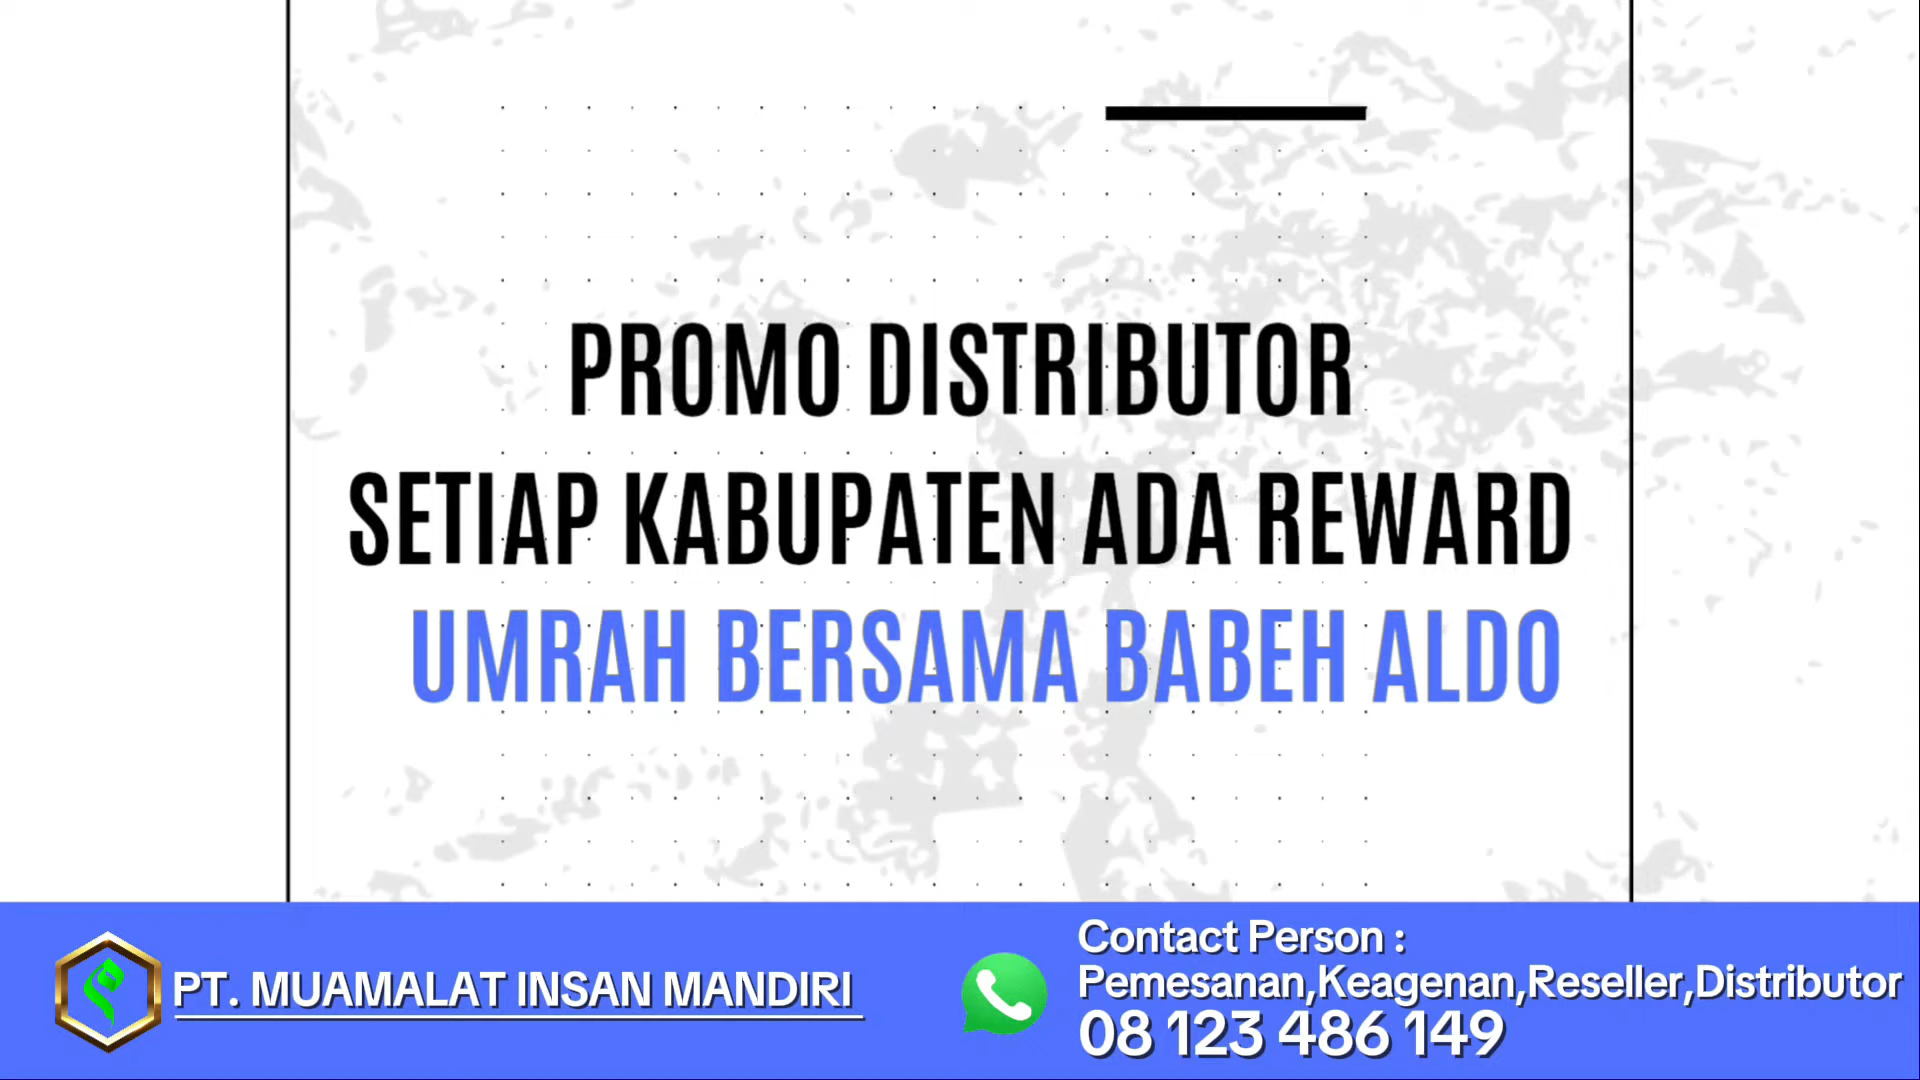 PROMO DISTRIBUTOR
SETIAP KABUPATEN ADA REWARD
UMRAH BERSAMA BABEH ALDO
PT. MUAMALAT INSAN MANDIRI
Contact Person :
Pemesanan,Keagenan,Reseller,Distributor
08 123 486 149